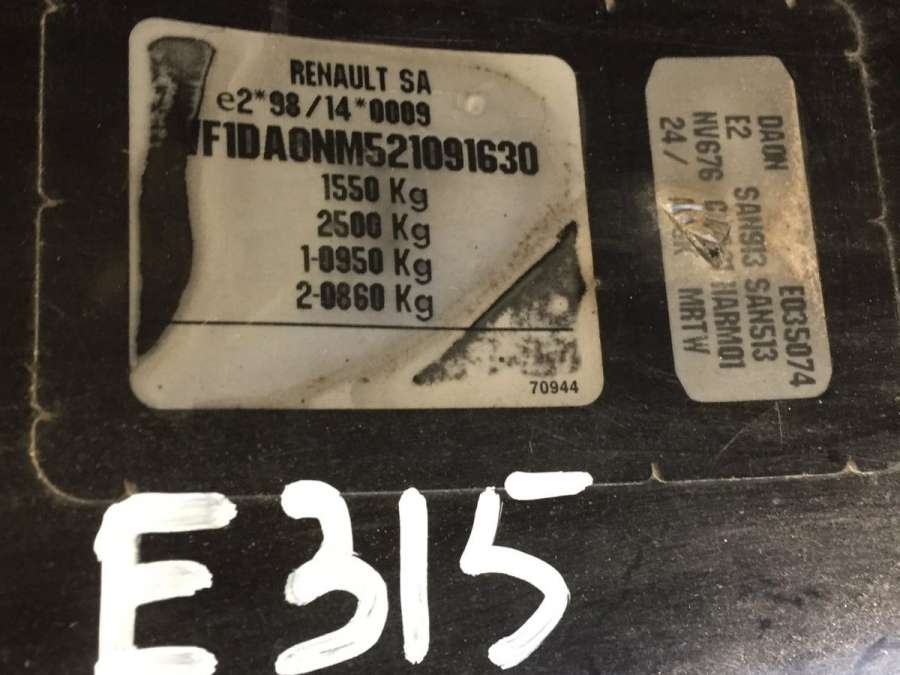 RENAULT SA
e2*98/14*0009
VF1DA0NM521091630
1550 Kg
2500 Kg
1-0950 Kg
2-0860 Kg
70944
DA0N E035074
E2 SAN913 SAN513
NV676 HARM01
24/ MRTW
E315